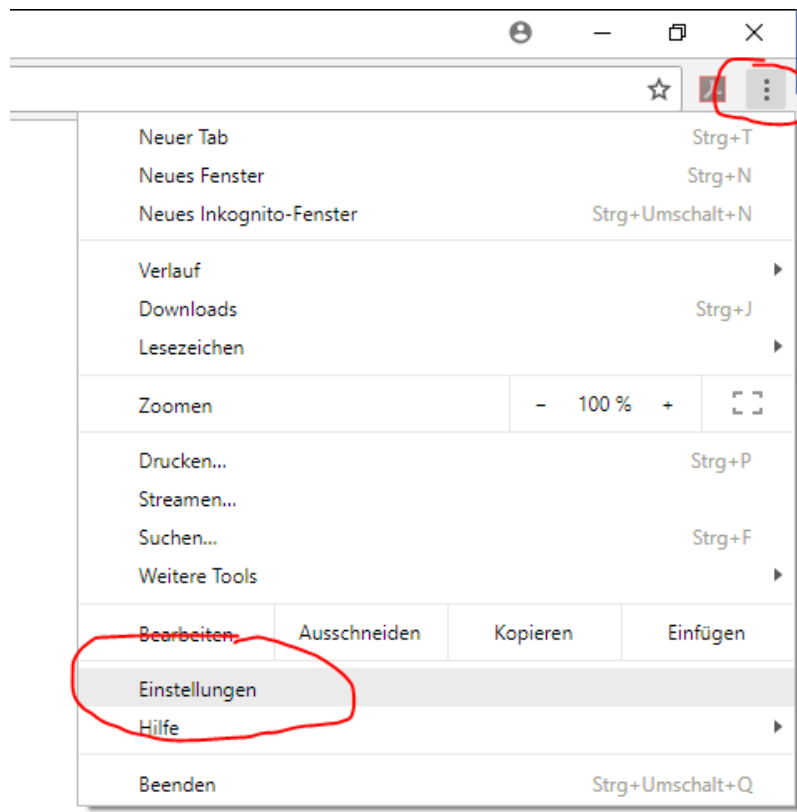 Neuer Tab Strg+T
Neues Fenster Strg+N
Neues Inkognito-Fenster Strg+Umschalt+N
Verlauf
Downloads Strg+J
Lesezeichen
Zoomen - 100 % +
Drucken... Strg+P
Streamen...
Suchen... Strg+F
Weitere Tools
Bearbeiten Ausschneiden Kopieren Einfügen
Einstellungen
Hilfe
Beenden Strg+Umschalt+Q